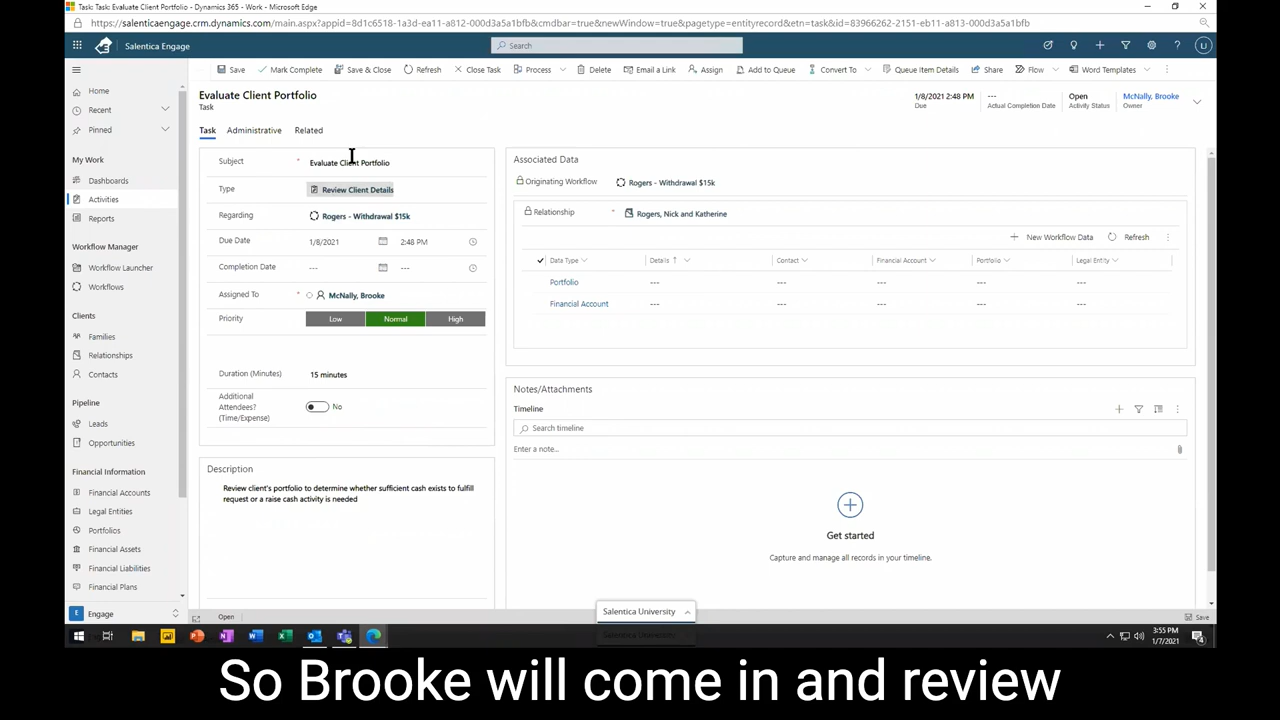 Task: Task: Evaluate Client Portfolio - Dynamics 365 - Work - Microsoft Edge
https://salenticaengage.crm.dynamics.com/main.aspx?appid=8d1c6518-1a3d-ea11-a812-000d3a5afbd0&cmdbar=true&newWindow=true&pagetype=entityrecord&etn=task&id=83966262-2151-eb11-a813-000d3a5afb1b
Salentica Engage
Search
Save
Mark Complete
Save & Close
Refresh
Close Task
Process
Delete
Email a Link
Assign
Add to Queue
Convert To
Queue Item Details
Share
Flow
Word Templates
Home
Recent
Pinned
My Work
Dashboards
Activities
Reports
Workflow Manager
Workflow Launcher
Workflows
Clients
Families
Relationships
Contacts
Pipeline
Leads
Opportunities
Financial Information
Financial Accounts
Legal Entities
Portfolios
Financial Assets
Financial Liabilities
Financial Plans
E Engage
Evaluate Client Portfolio
Task
1/8/2021 2:48 PM
Due
---
Actual Completion Date
Open
Activity Status
McNally, Brooke
Owner
Task Administrative Related
Subject * Evaluate Client Portfolio
Type Review Client Details
Regarding Rogers - Withdrawal $15k
Due Date 1/8/2021 2:48 PM
Completion Date --- ---
Assigned To * McNally, Brooke
Priority Low Normal High
Duration (Minutes) 15 minutes
Additional
Attendees?
(Time/Expense)
No
Description
Review client's portfolio to determine whether sufficient cash exists to fulfill
request or a raise cash activity is needed
Associated Data
Originating Workflow Rogers - Withdrawal $15k
Relationship * Rogers, Nick and Katherine
New Workflow Data Refresh
Data Type Details Contact Financial Account Portfolio Legal Entity
Portfolio --- --- --- --- ---
Financial Account --- --- --- --- ---
Notes/Attachments
Timeline
Search timeline
Enter a note...
Get started
Capture and manage all records in your timeline.
Salentica University
Salentica University
Open
Save
3:55 PM
1/7/2021
4
So Brooke will come in and review